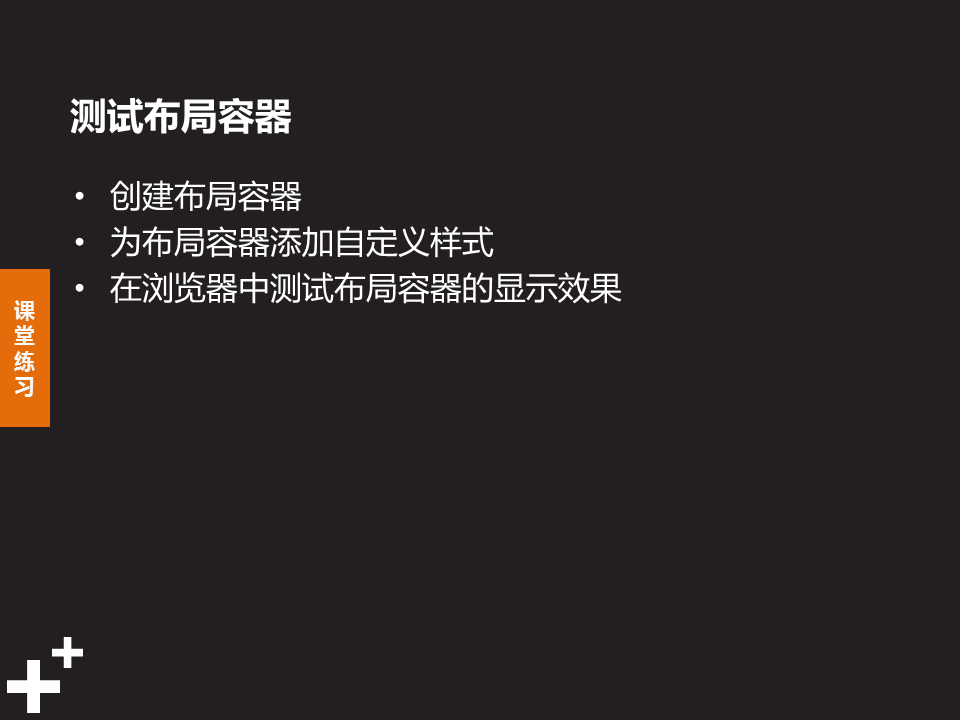 测试布局容器
• 创建布局容器
• 为布局容器添加自定义样式
• 在浏览器中测试布局容器的显示效果
课
堂
练
习